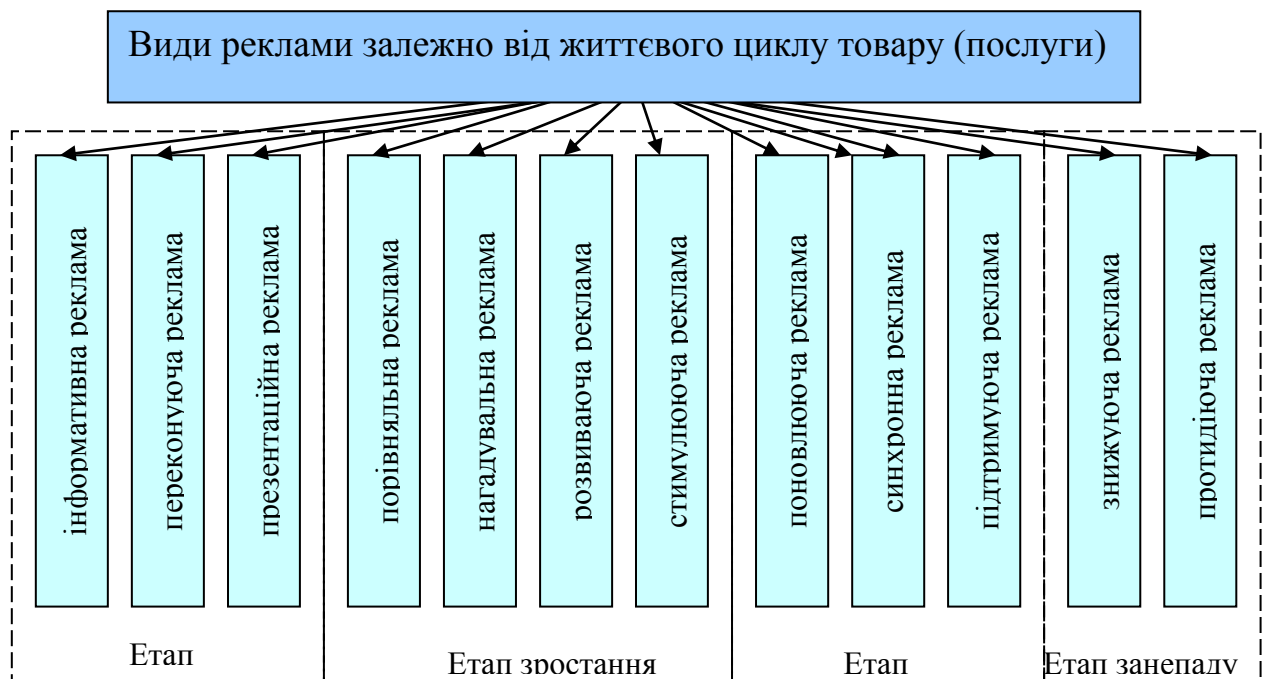 Види реклами залежно від життєвого циклу товару (послуги)
інформативна реклама
переконуюча реклама
презентаційна реклама
порівняльна реклама
нагадувальна реклама
розвиваюча реклама
стимулююча реклама
поновлююча реклама
синхронна реклама
підтримуюча реклама
знижуюча реклама
протидіюча реклама
Етап
Етап зростання
Етап
Етап занепаду